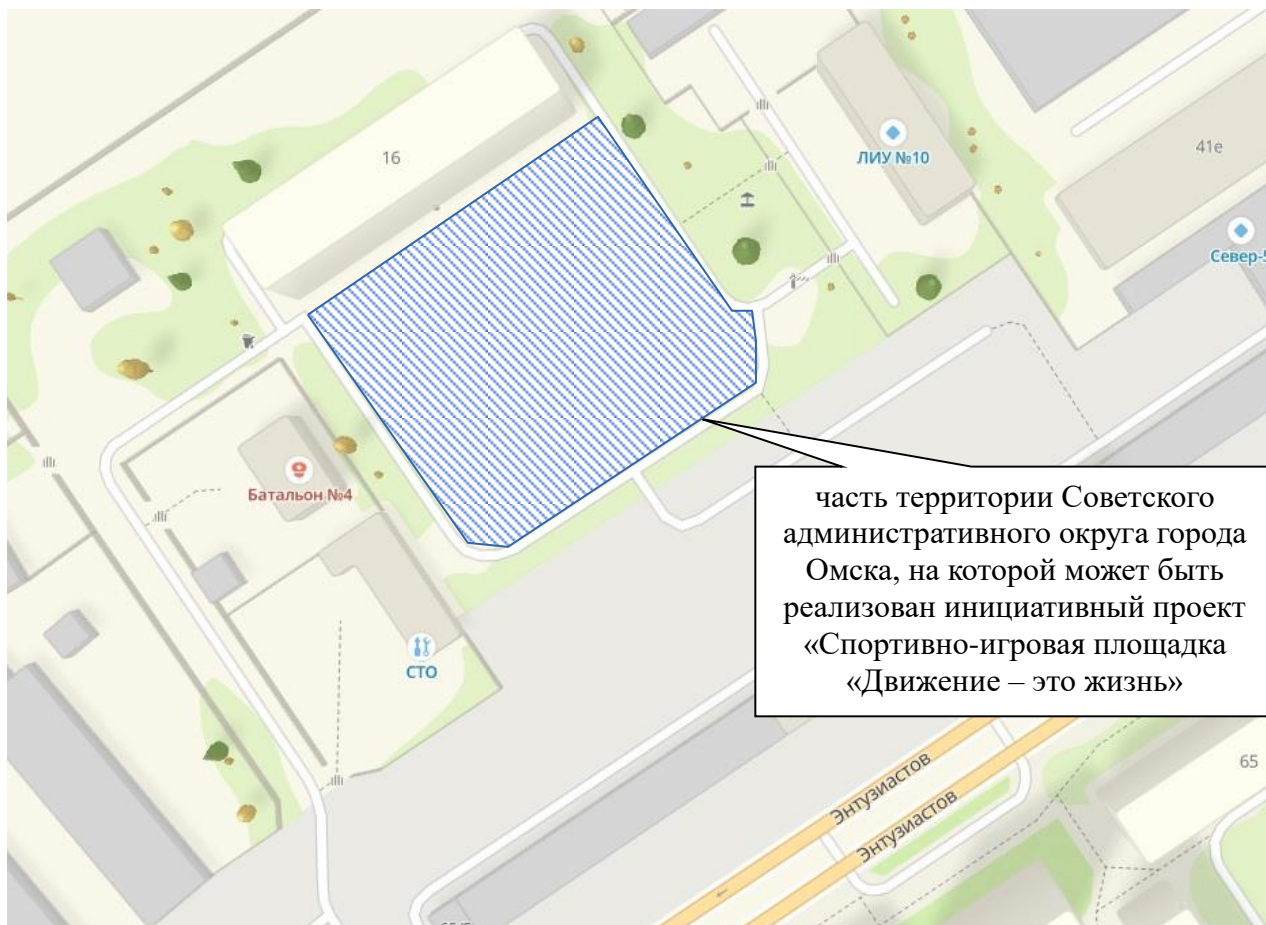 16
ЛИУ №10
41е
Север-
Батальон №4
СТО
часть территории Советского
административного округа города
Омска, на которой может быть
реализован инициативный проект
«Спортивно-игровая площадка
«Движение – это жизнь»
Энтузиастов
Энтузиастов
65